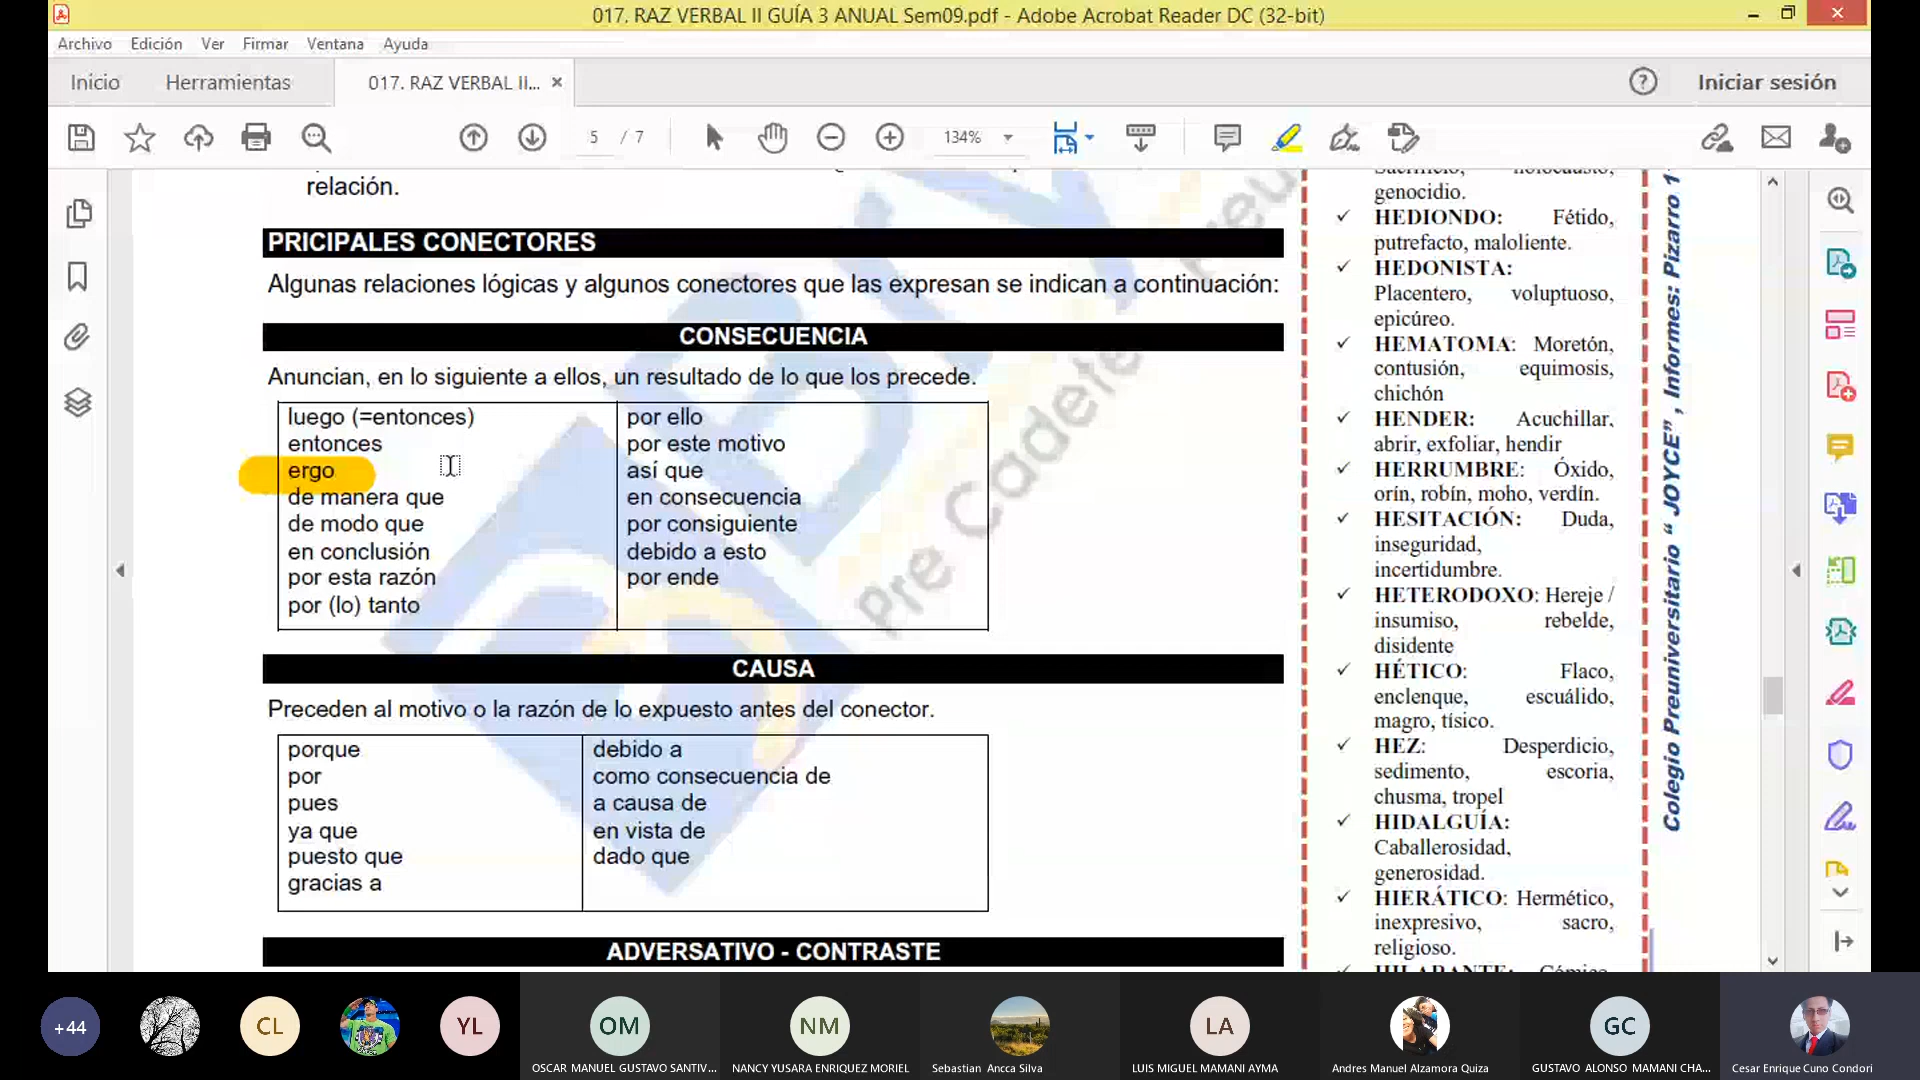 017. RAZ VERBAL II GUÍA 3 ANUAL Sem09.pdf - Adobe Acrobat Reader DC (32-bit)
Archivo Edición Ver Firmar Ventana Ayuda
Inicio Herramientas 017. RAZ VERBAL II... × Iniciar sesión
5 / 7 134%
relación.
PRICIPALES CONECTORES
Algunas relaciones lógicas y algunos conectores que las expresan se indican a continuación:
CONSECUENCIA
Anuncian, en lo siguiente a ellos, un resultado de lo que los precede.
luego (=entonces)
entonces
ergo
de manera que
de modo que
en conclusión
por esta razón
por (lo) tanto
por ello
por este motivo
así que
en consecuencia
por consiguiente
debido a esto
por ende
CAUSA
Preceden al motivo o la razón de lo expuesto antes del conector.
porque
por
pues
ya que
puesto que
gracias a
debido a
como consecuencia de
a causa de
en vista de
dado que
ADVERSATIVO - CONTRASTE
Pre Cadete
Sacrificio, holocausto,
genocidio.
✓ HEDIONDO: Fétido,
putrefacto, maloliente.
✓ HEDONISTA:
Placentero, voluptuoso,
epicúreo.
✓ HEMATOMA: Moretón,
contusión, equimosis,
chichón
✓ HENDER: Acuchillar,
abrir, exfoliar, hendir
✓ HERRUMBRE: Óxido,
orín, robín, moho, verdín.
✓ HESITACIÓN: Duda,
inseguridad,
incertidumbre.
✓ HETERODOXO: Hereje /
insumiso, rebelde,
disidente
✓ HÉTICO: Flaco,
enclenque, escuálido,
magro, tísico.
✓ HEZ: Desperdicio,
sedimento, escoria,
chusma, tropel
✓ HIDALGUÍA:
Caballerosidad,
generosidad.
✓ HIERÁTICO: Hermético,
inexpresivo, sacro,
religioso.
HILARANTE: Cómico,
Colegio Preuniversitario “ JOYCE” , Informes: Pizarro 1
+44 CL YL OM NM LA GC
OSCAR MANUEL GUSTAVO SANTIV... NANCY YUSARA ENRIQUEZ MORIEL Sebastian Ancca Silva LUIS MIGUEL MAMANI AYMA Andres Manuel Alzamora Quiza GUSTAVO ALONSO MAMANI CHA... Cesar Enrique Cuno Condori